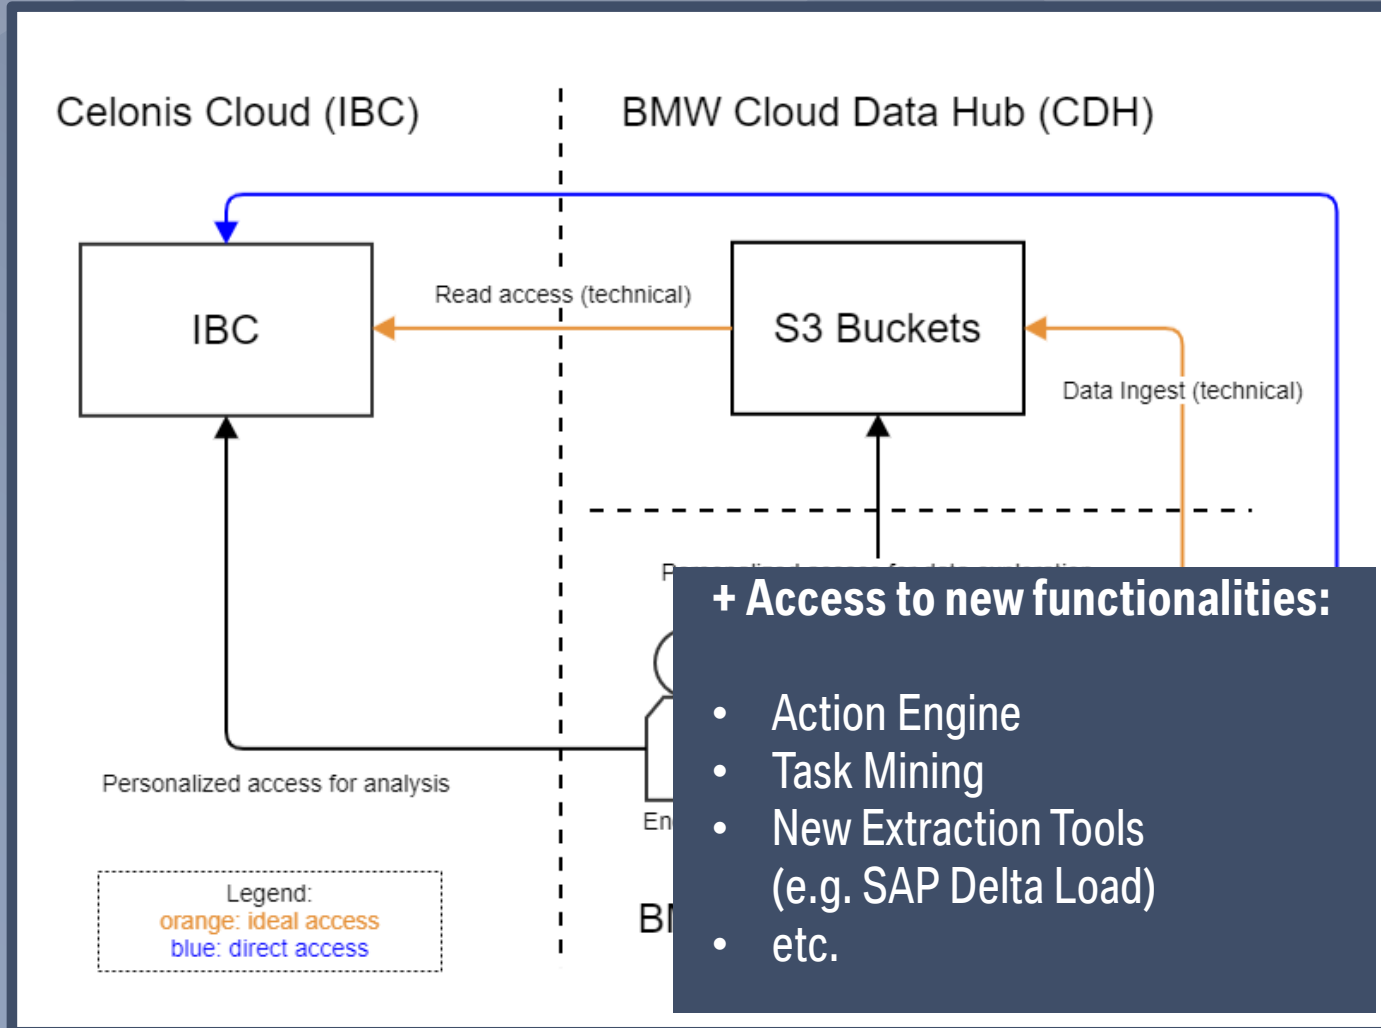 Celonis Cloud (IBC)
BMW Cloud Data Hub (CDH)
IBC
Read access (technical)
S3 Buckets
Data Ingest (technical)
+ Access to new functionalities:
• Action Engine
• Task Mining
• New Extraction Tools
(e.g. SAP Delta Load)
• etc.
Personalized access for analysis
Legend:
orange: ideal access
blue: direct access